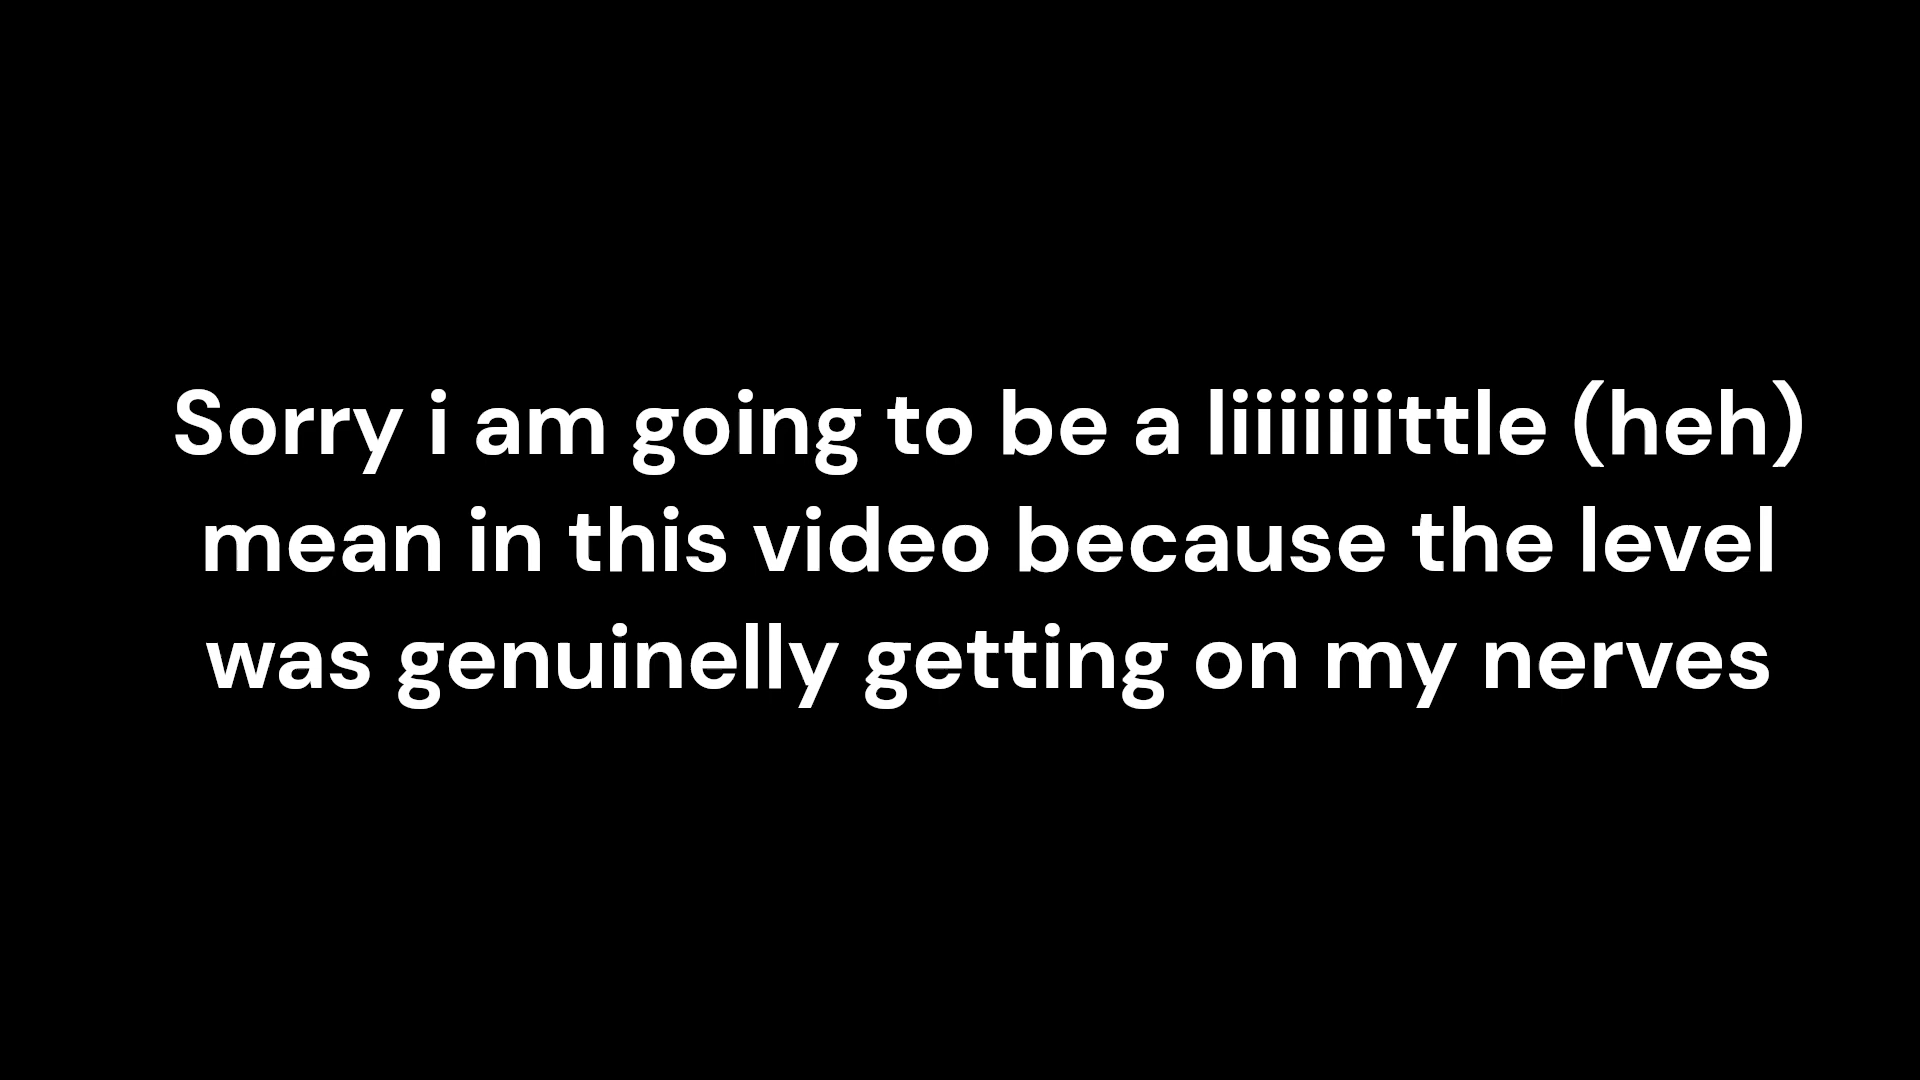 Sorry i am going to be a liiiiiiiittle (heh)
mean in this video because the level
was genuinelly getting on my nerves